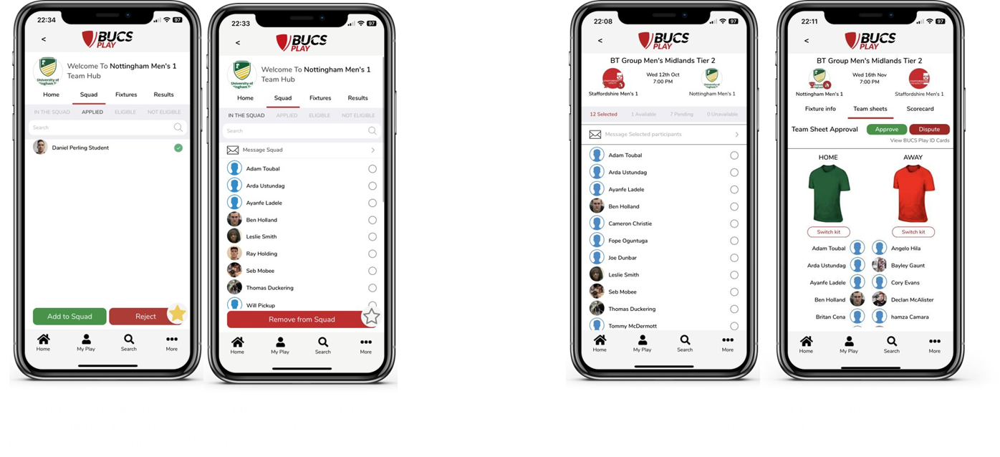 22:34
97
<
BUCS
PLAY
University of
Welcome To Nottingham Men's 1
Team Hub
Home Squad Fixtures Results
IN THE SQUAD APPLIED ELIGIBLE NOT ELIGIBLE
Search
Daniel Perling Student
Add to Squad Reject
Home My Play Search More
22:33
97
<
BUCS
PLAY
University of
Welcome To Nottingham Men's 1
Team Hub
Home Squad Fixtures Results
IN THE SQUAD APPLIED ELIGIBLE NOT ELIGIBLE
Search
Message Squad
Adam Toubal
Arda Ustundag
Ayanfe Ladele
Ben Holland
Leslie Smith
Ray Holding
Seb Mobee
Thomas Duckering
Will Pickup
Remove from Squad
Home My Play Search More
22:08
97
<
BUCS
PLAY
BT Group Men's Midlands Tier 2
Wed 12th Oct
7:00 PM
Staffordshire Men's 1 Nottingham Men's 1
12 Selected 1 Available 7 Pending 0 Unavailable
Message Selected participants
Adam Toubal
Arda Ustundag
Ayanfe Ladele
Ben Holland
Cameron Christie
Fope Oguntuga
Joe Dunbar
Leslie Smith
Seb Mobee
Thomas Duckering
Tommy McDermott
Home My Play Search More
22:11
97
<
BUCS
PLAY
BT Group Men's Midlands Tier 2
Wed 16th Nov
7:00 PM
Nottingham Men's 1 Staffordshire Men's 1
Fixture info Team sheets Scorecard
Team Sheet Approval Approve Dispute
View BUCS Play ID Cards
HOME AWAY
Switch kit Switch kit
Adam Toubal Angelo Hila
Arda Ustundag Bayley Gaunt
Ayanfe Ladele Cory Evans
Ben Holland Declan McAlister
Britan Cena hamza Camara
Home My Play Search More